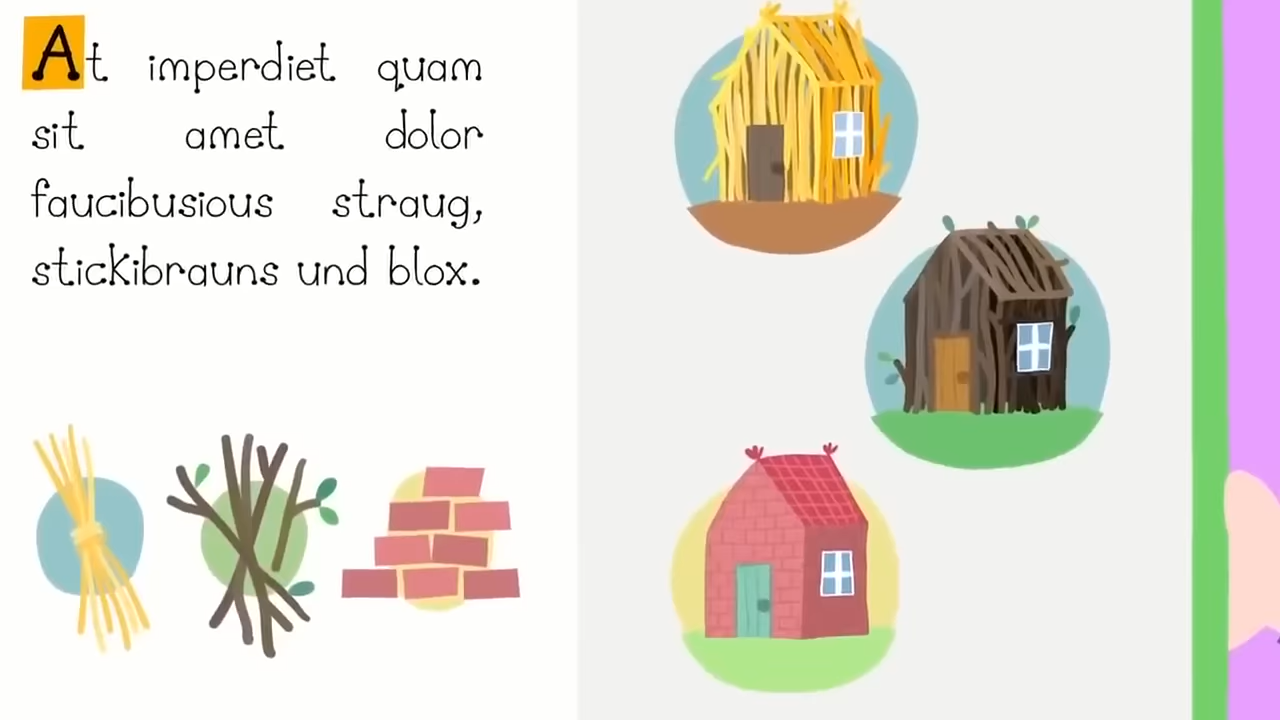 At imperdiet quam
sit amet dolor
faucibusious straug,
stickibrauns und blox.